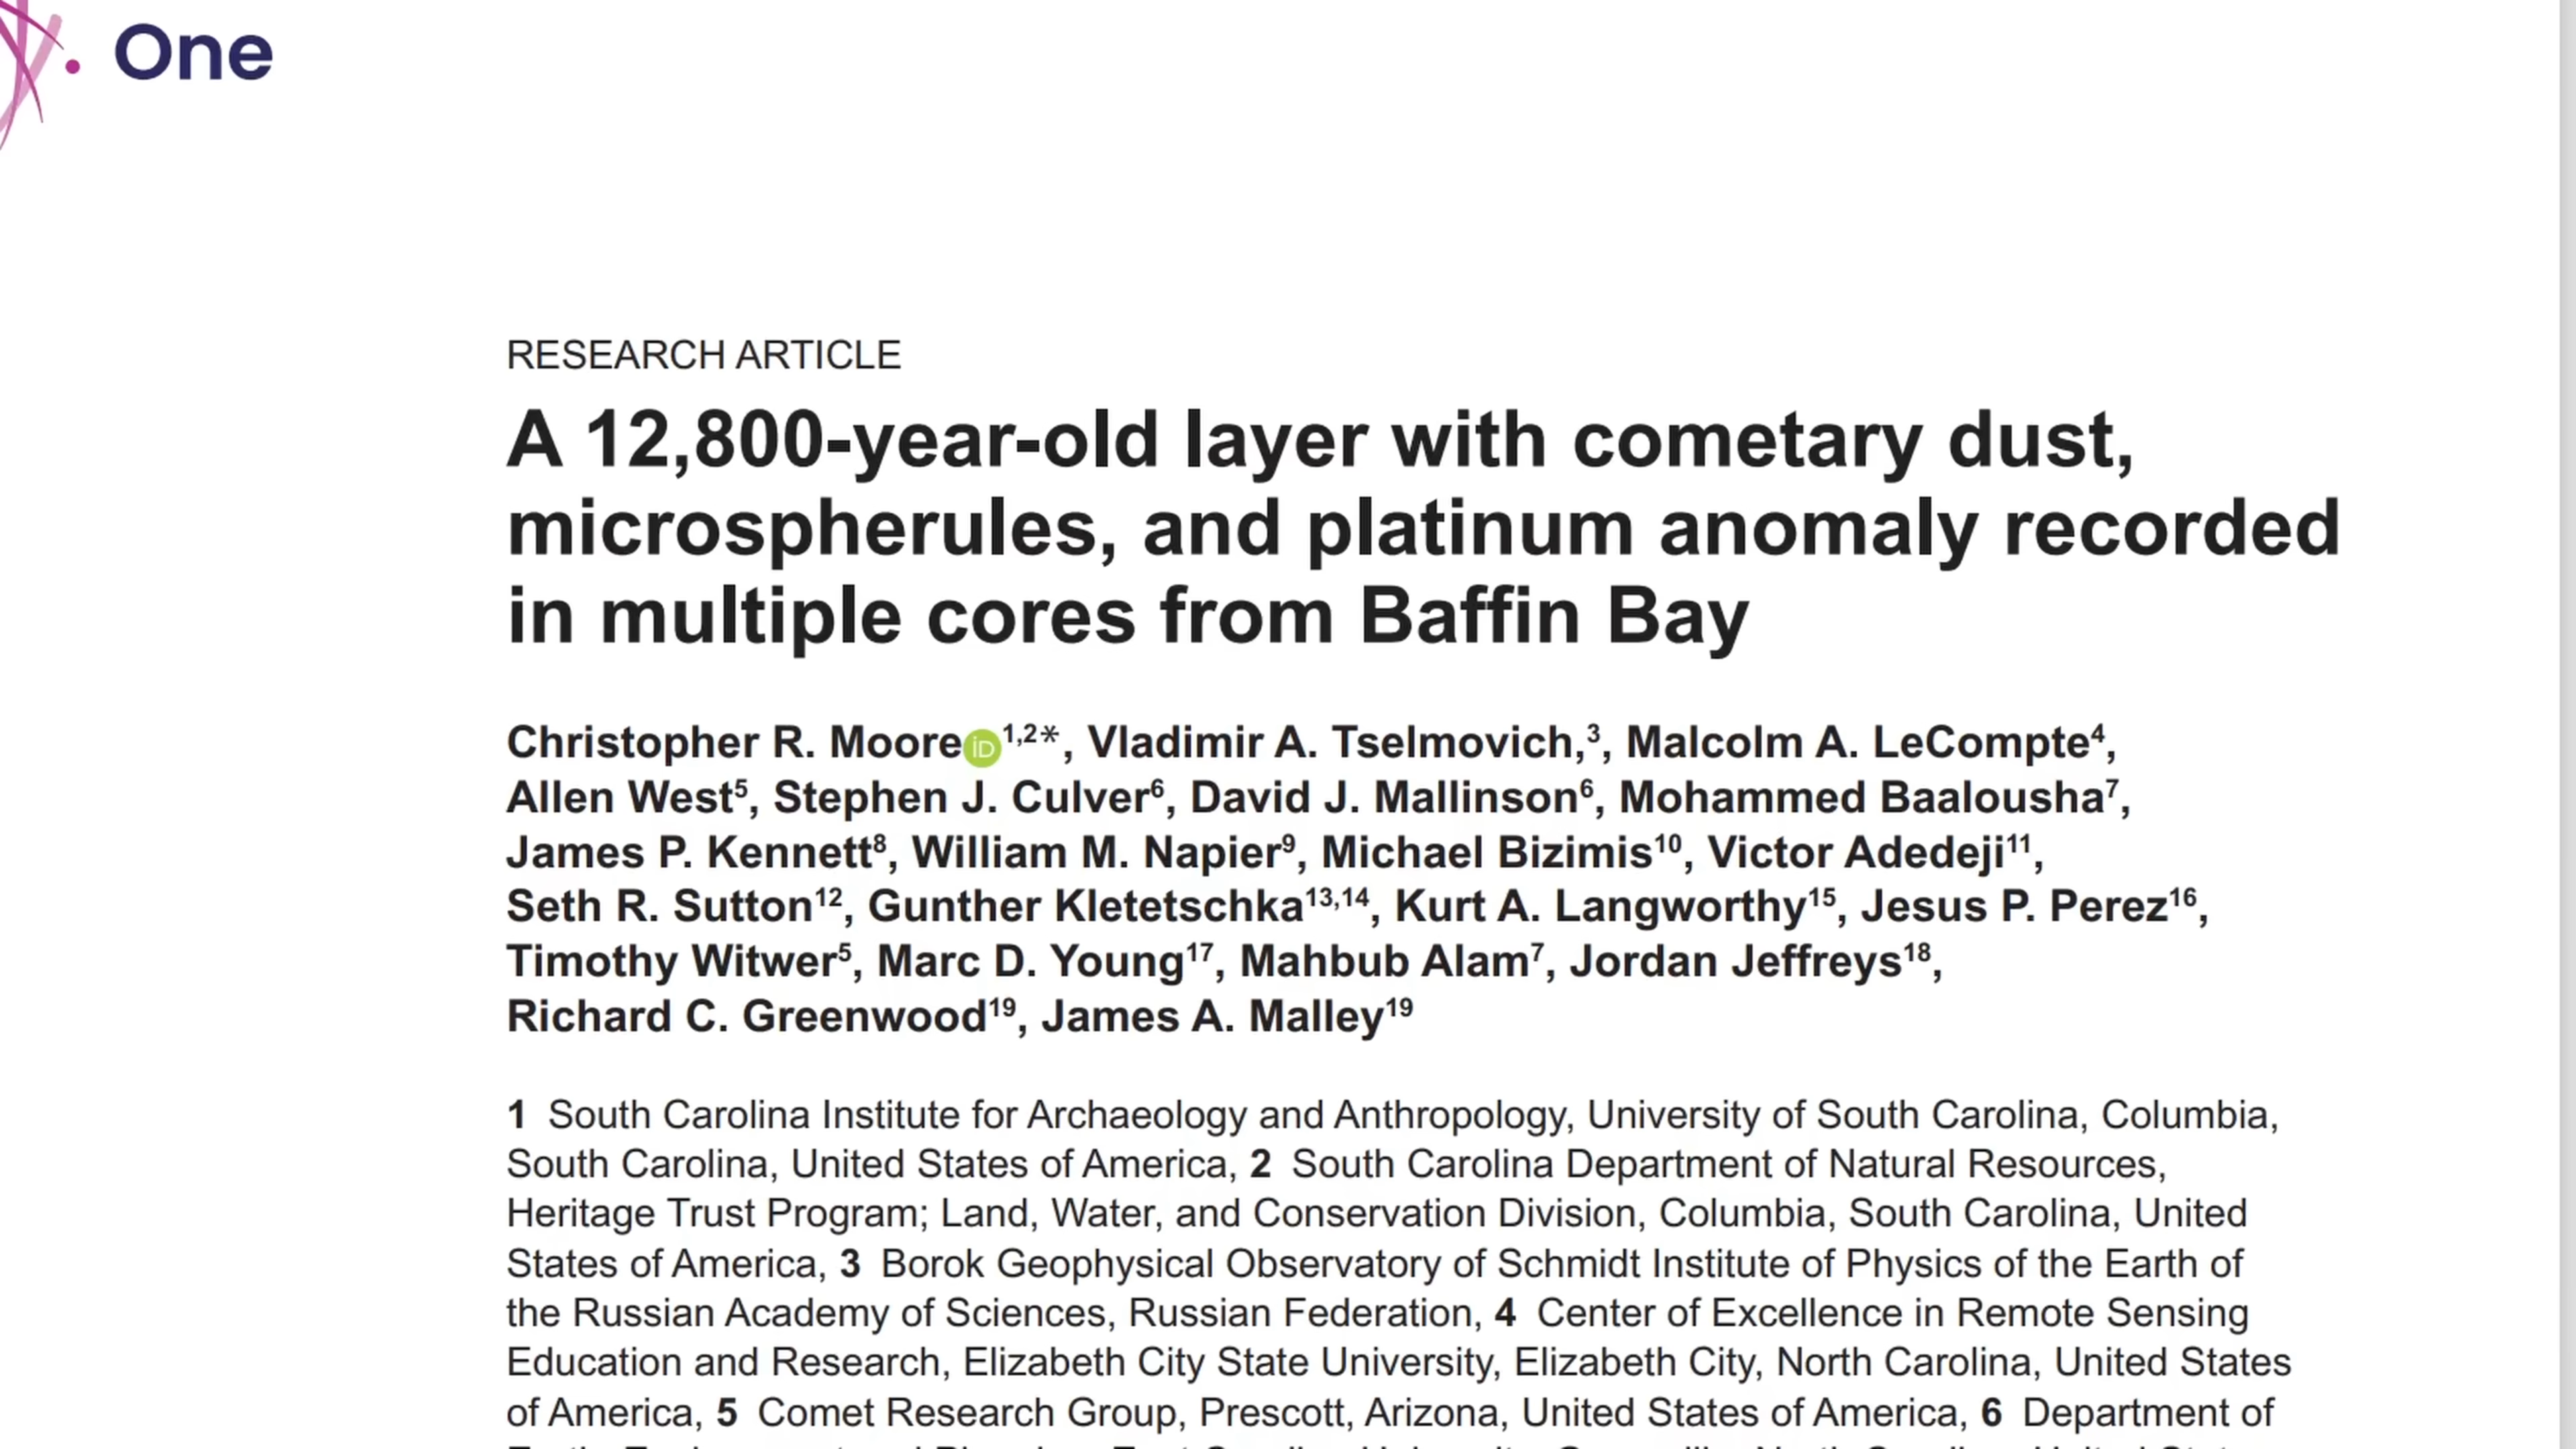 One
RESEARCH ARTICLE
A 12,800-year-old layer with cometary dust,
microspherules, and platinum anomaly recorded
in multiple cores from Baffin Bay
Christopher R. Moore iD 1,2*, Vladimir A. Tselmovich,3, Malcolm A. LeCompte4,
Allen West5, Stephen J. Culver6, David J. Mallinson6, Mohammed Baalousha7,
James P. Kennett8, William M. Napier9, Michael Bizimis10, Victor Adedeji11,
Seth R. Sutton12, Gunther Kletetschka13,14, Kurt A. Langworthy15, Jesus P. Perez16,
Timothy Witwer5, Marc D. Young17, Mahbub Alam7, Jordan Jeffreys18,
Richard C. Greenwood19, James A. Malley19
1 South Carolina Institute for Archaeology and Anthropology, University of South Carolina, Columbia,
South Carolina, United States of America, 2 South Carolina Department of Natural Resources,
Heritage Trust Program; Land, Water, and Conservation Division, Columbia, South Carolina, United
States of America, 3 Borok Geophysical Observatory of Schmidt Institute of Physics of the Earth of
the Russian Academy of Sciences, Russian Federation, 4 Center of Excellence in Remote Sensing
Education and Research, Elizabeth City State University, Elizabeth City, North Carolina, United States
of America, 5 Comet Research Group, Prescott, Arizona, United States of America, 6 Department of